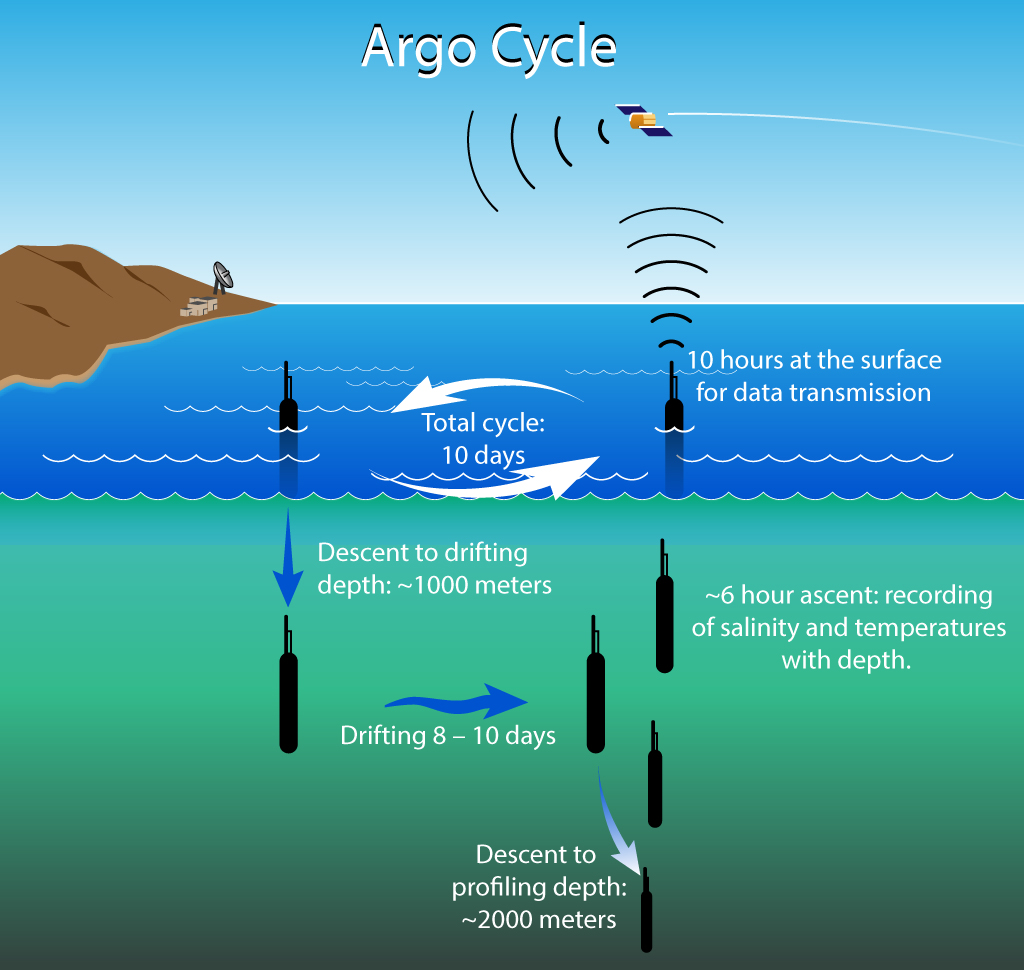 Argo Cycle
10 hours at the surface
for data transmission
Total cycle:
10 days
Descent to drifting
depth: ~1000 meters
~6 hour ascent: recording
of salinity and temperatures
with depth.
Drifting 8 – 10 days
Descent to
profiling depth:
~2000 meters